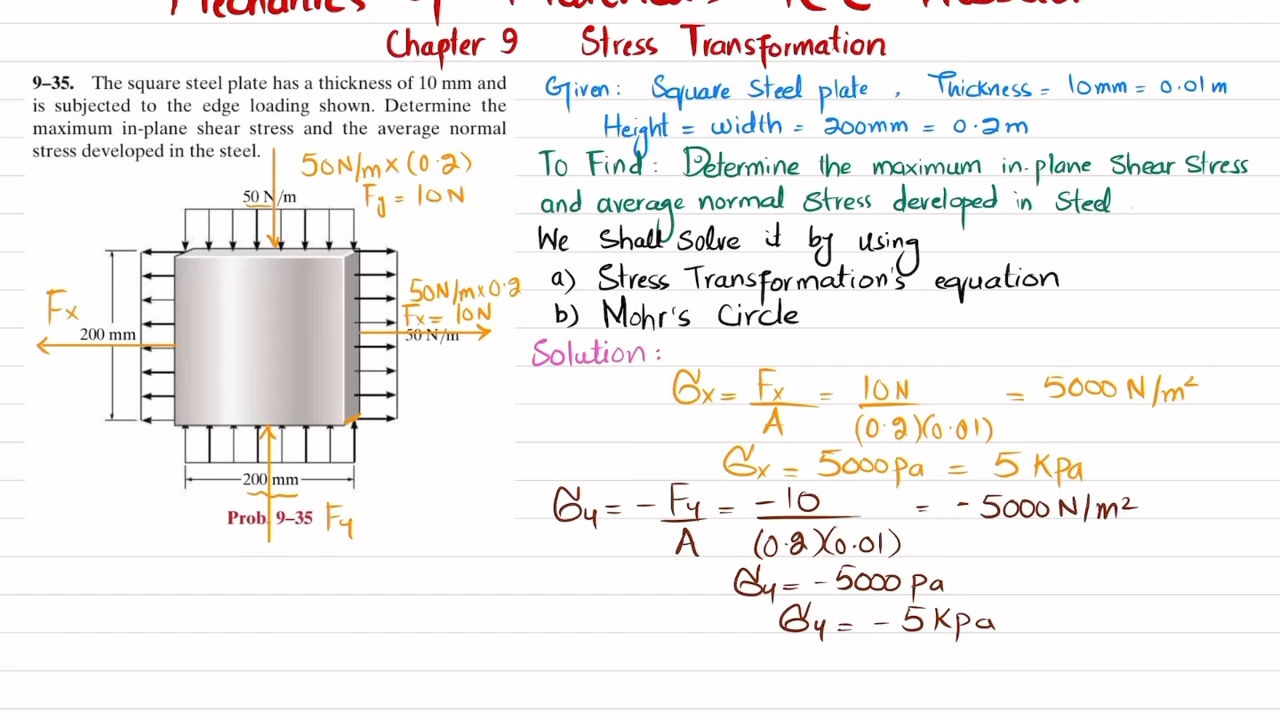 Chapter 9 Stress Transformation
9–35. The square steel plate has a thickness of 10 mm and
is subjected to the edge loading shown. Determine the
maximum in-plane shear stress and the average normal
stress developed in the steel.
50 N/m × (0.2)
Fy = 10N
50 N/m
50N/m×0.2
Fx = 10N
50 N/m
Fx
200 mm
200 mm
Prob. 9–35
Fy
Given: Square Steel plate , Thickness = 10mm = 0.01m
Height = width = 200mm = 0.2m
To Find: Determine the maximum in-plane Shear Stress
and average normal Stress developed in Steel
We Shall Solve it by using
a) Stress Transformation's equation
b) Mohr's Circle
Solution:
σx = Fx/A = 10N/(0.2)(0.01) = 5000 N/m²
σx = 5000pa = 5 Kpa
σy = -Fy/A = -10/(0.2)(0.01) = -5000 N/m²
σy = -5000 pa
σy = -5 Kpa